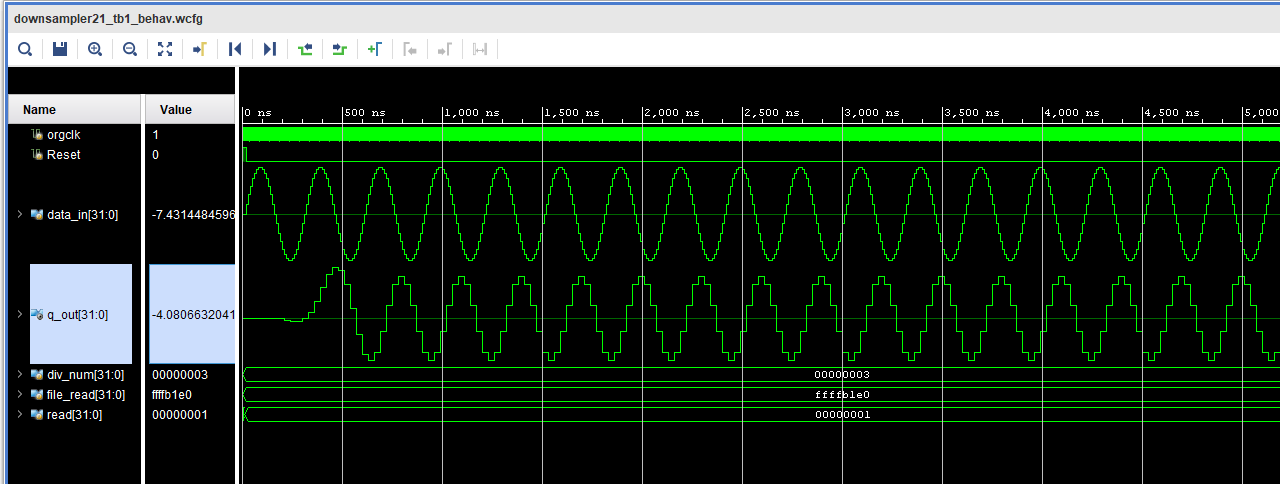 downsampler21_tb1_behav.wcfg
Name Value
0 ns 500 ns 1,000 ns 1,500 ns 2,000 ns 2,500 ns 3,000 ns 3,500 ns 4,000 ns 4,500 ns 5,000
orgclk 1
Reset 0
data_in[31:0] -7.4314484596
q_out[31:0] -4.0806632041
div_num[31:0] 00000003 00000003
file_read[31:0] ffffb1e0 ffffb1e0
read[31:0] 00000001 00000001